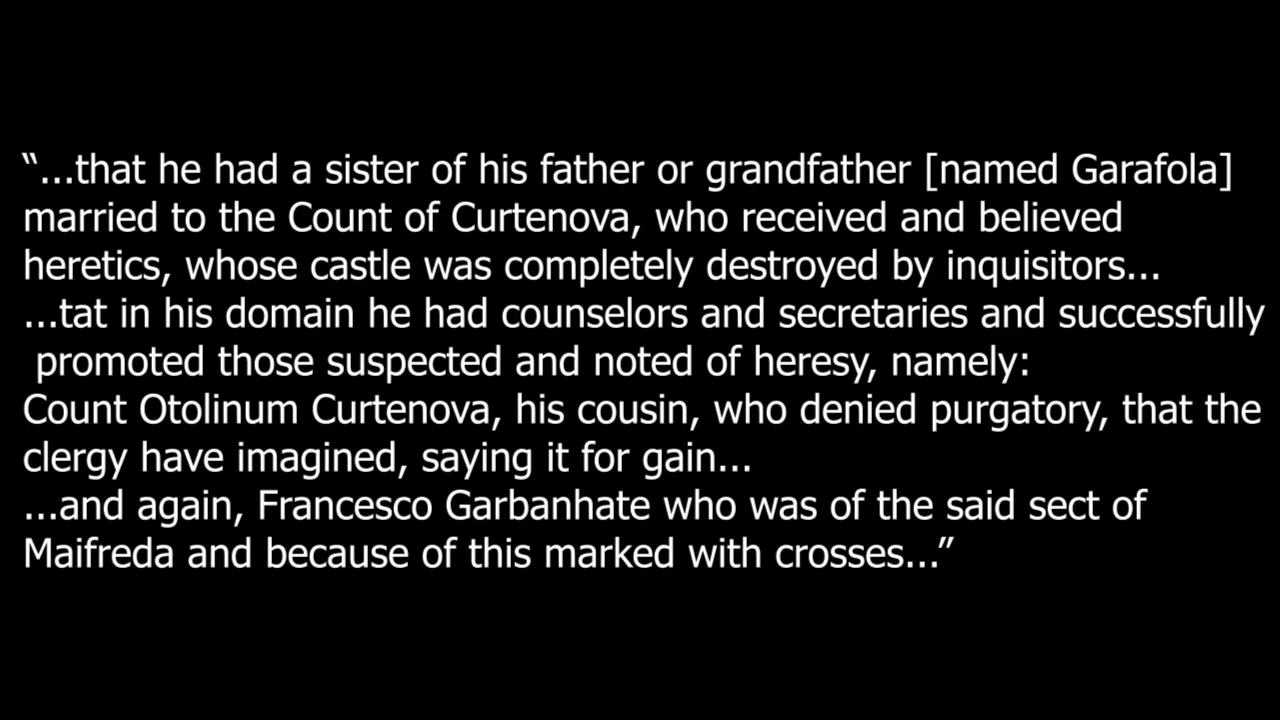 “...that he had a sister of his father or grandfather [named Garafola]
married to the Count of Curtenova, who received and believed
heretics, whose castle was completely destroyed by inquisitors...
...tat in his domain he had counselors and secretaries and successfully
promoted those suspected and noted of heresy, namely:
Count Otolinum Curtenova, his cousin, who denied purgatory, that the
clergy have imagined, saying it for gain...
...and again, Francesco Garbanhate who was of the said sect of
Maifreda and because of this marked with crosses...”